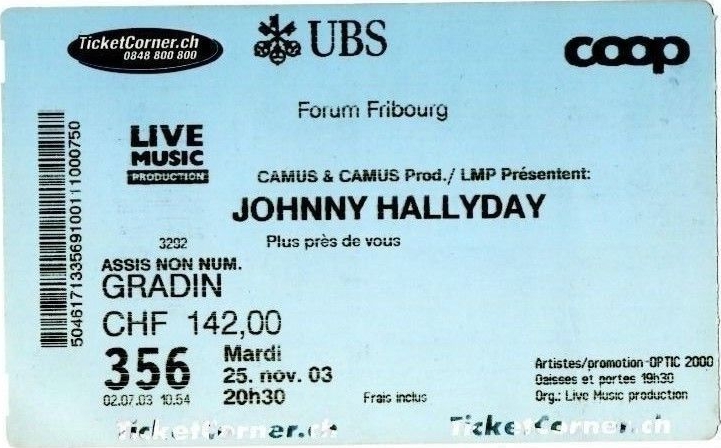 TicketCorner.ch
0848 800 800
UBS
coop
Forum Fribourg
LIVE
MUSIC
PRODUCTION
CAMUS & CAMUS Prod./ LMP Présentent:
JOHNNY HALLYDAY
3292
Plus près de vous
ASSIS NON NUM.
GRADIN
CHF 142,00
356
Mardi
25. nov. 03
02.07.03 10.54
20h30
Frais inclus
Artistes/promotion-OPTIC 2000
Caisses et portes 19h30
Org.: Live Music production
5046171335691001110007​50
TicketCorner.ch
TicketCorner.ch